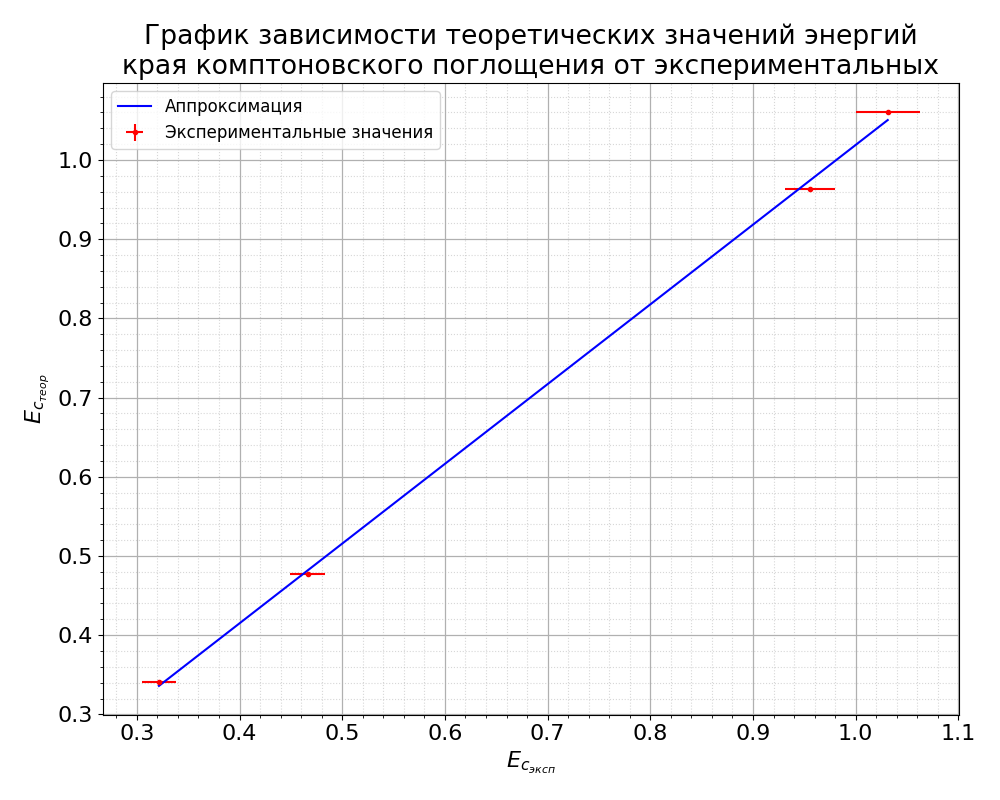 График зависимости теоретических значений энергий
края комптоновского поглощения от экспериментальных
Аппроксимация
Экспериментальные значения
1.0
0.9
0.8
0.7
0.6
0.5
0.4
0.3
E_{C_{теор}}
0.3 0.4 0.5 0.6 0.7 0.8 0.9 1.0 1.1
E_{C_{эксп}}